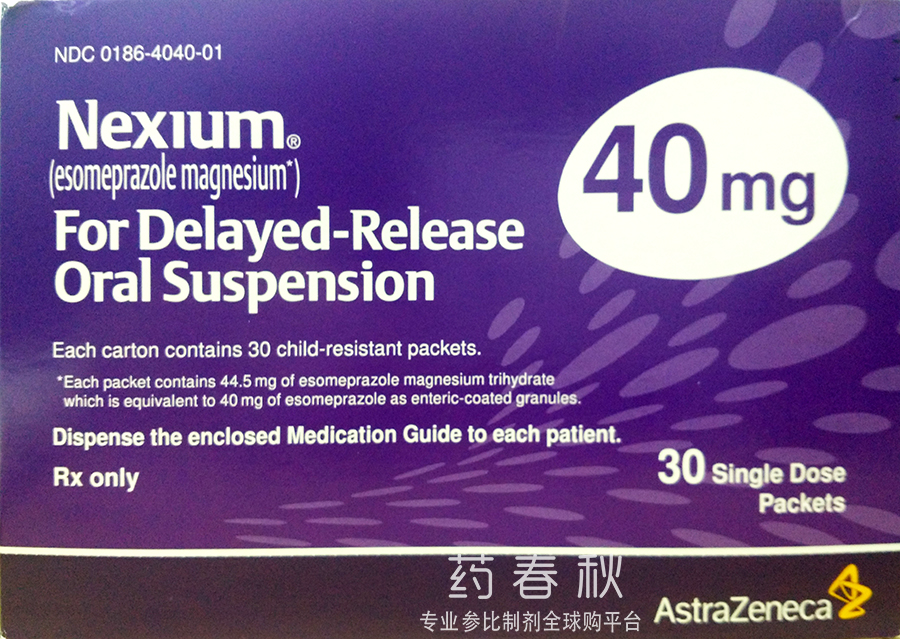 NDC 0186-4040-01
Nexium®
(esomeprazole magnesium*)
40 mg
For Delayed-Release
Oral Suspension
Each carton contains 30 child-resistant packets.
*Each packet contains 44.5 mg of esomeprazole magnesium trihydrate
which is equivalent to 40 mg of esomeprazole as enteric-coated granules.
Dispense the enclosed Medication Guide to each patient.
Rx only
30 Single Dose
Packets
药春秋
专业参比制剂全球购平台
AstraZeneca